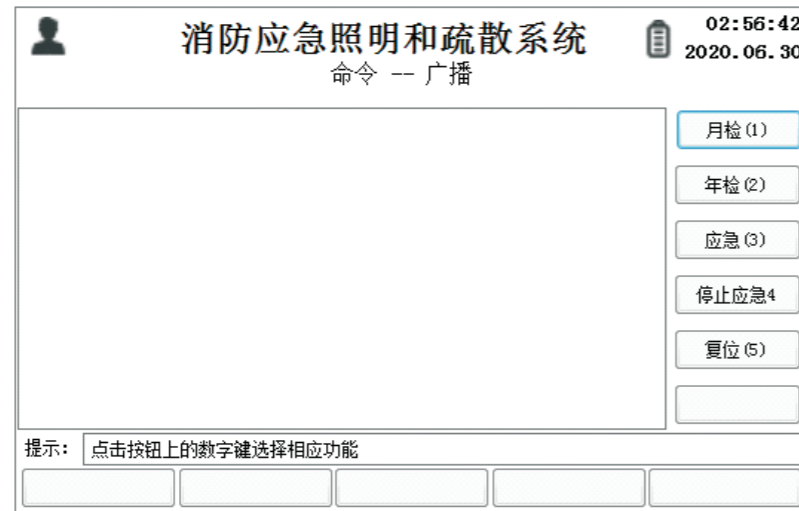 消防应急照明和疏散系统
02:56:42
2020.06.30
命令 -- 广播
月检(1)
年检(2)
应急(3)
停止应急4
复位(5)
提示: 点击按钮上的数字键选择相应功能